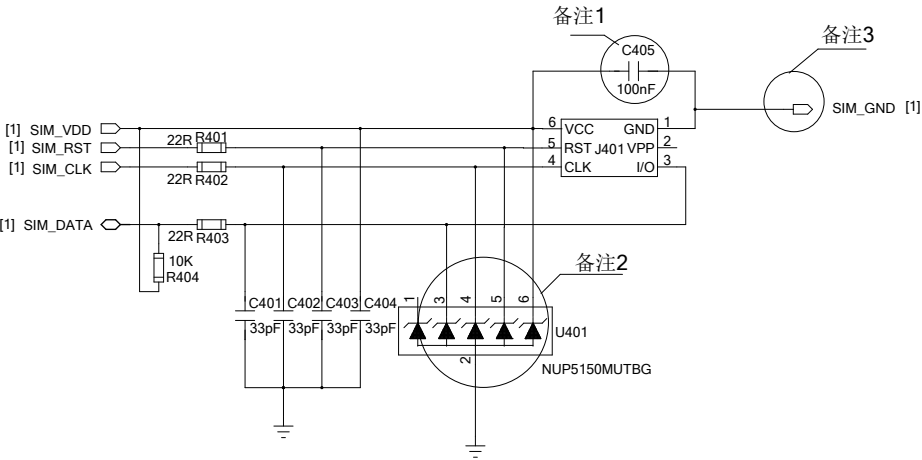 备注1
备注3
C405
100nF
SIM_GND [1]
[1] SIM_VDD
6 VCC GND 1
22R R401
[1] SIM_RST
5 RST J401 VPP 2
[1] SIM_CLK
4 CLK I/O 3
22R R402
[1] SIM_DATA
22R R403
备注2
10K
R404
1 3 4 5 6
C401 C402 C403 C404
33pF 33pF 33pF 33pF
U401
2
NUP5150MUTBG